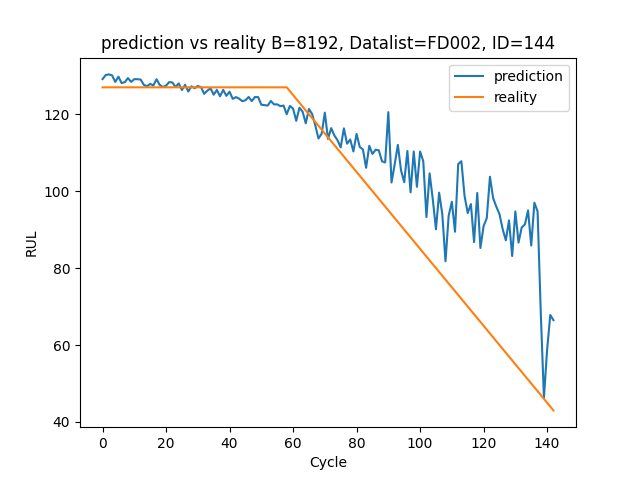 prediction vs reality B=8192, Datalist=FD002, ID=144
prediction
reality
RUL
120
100
80
60
40
0 20 40 60 80 100 120 140
Cycle